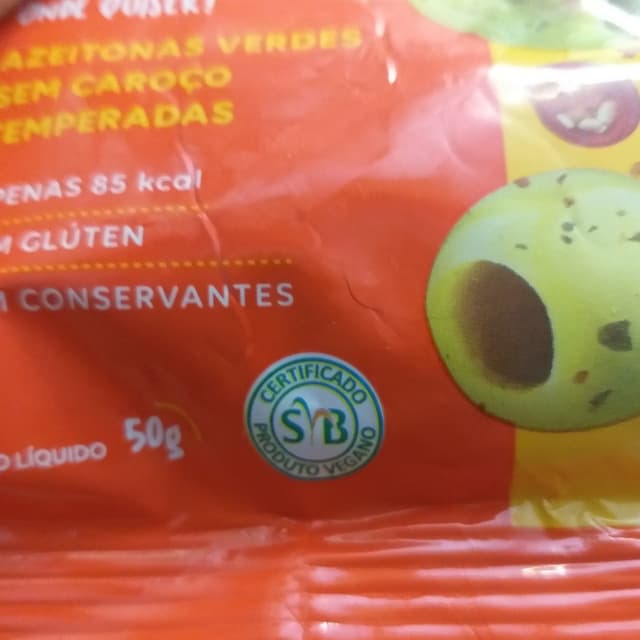 AZEITONAS VERDES
SEM CAROÇO
TEMPERADAS
PENAS 85 kcal
M GLÚTEN
CONSERVANTES
O LÍQUIDO 50g
CERTIFICADO
SVB
PRODUTO VEGANO